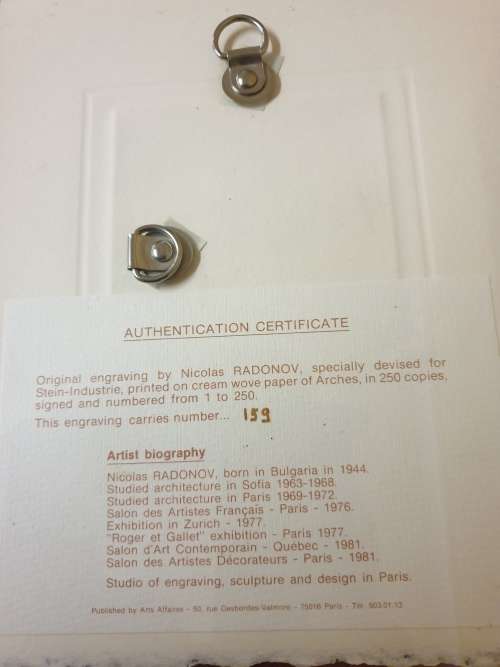 AUTHENTICATION CERTIFICATE
Original engraving by Nicolas RADONOV, specially devised for
Stein-Industrie, printed on cream wove paper of Arches, in 250 copies,
signed and numbered from 1 to 250.
This engraving carries number... 159
Artist biography
Nicolas RADONOV, born in Bulgaria in 1944.
Studied architecture in Sofia 1963-1968.
Studied architecture in Paris 1969-1972.
Salon des Artistes Français - Paris - 1976.
Exhibition in Zurich - 1977.
"Roger et Gallet" exhibition - Paris 1977.
Salon d'Art Contemporain - Québec - 1981.
Salon des Artistes Décorateurs - Paris - 1981.
Studio of engraving, sculpture and design in Paris.
Published by Arts Affaires - 50, rue Desbordes-Valmore - 75016 Paris - Tél. 503.01.13